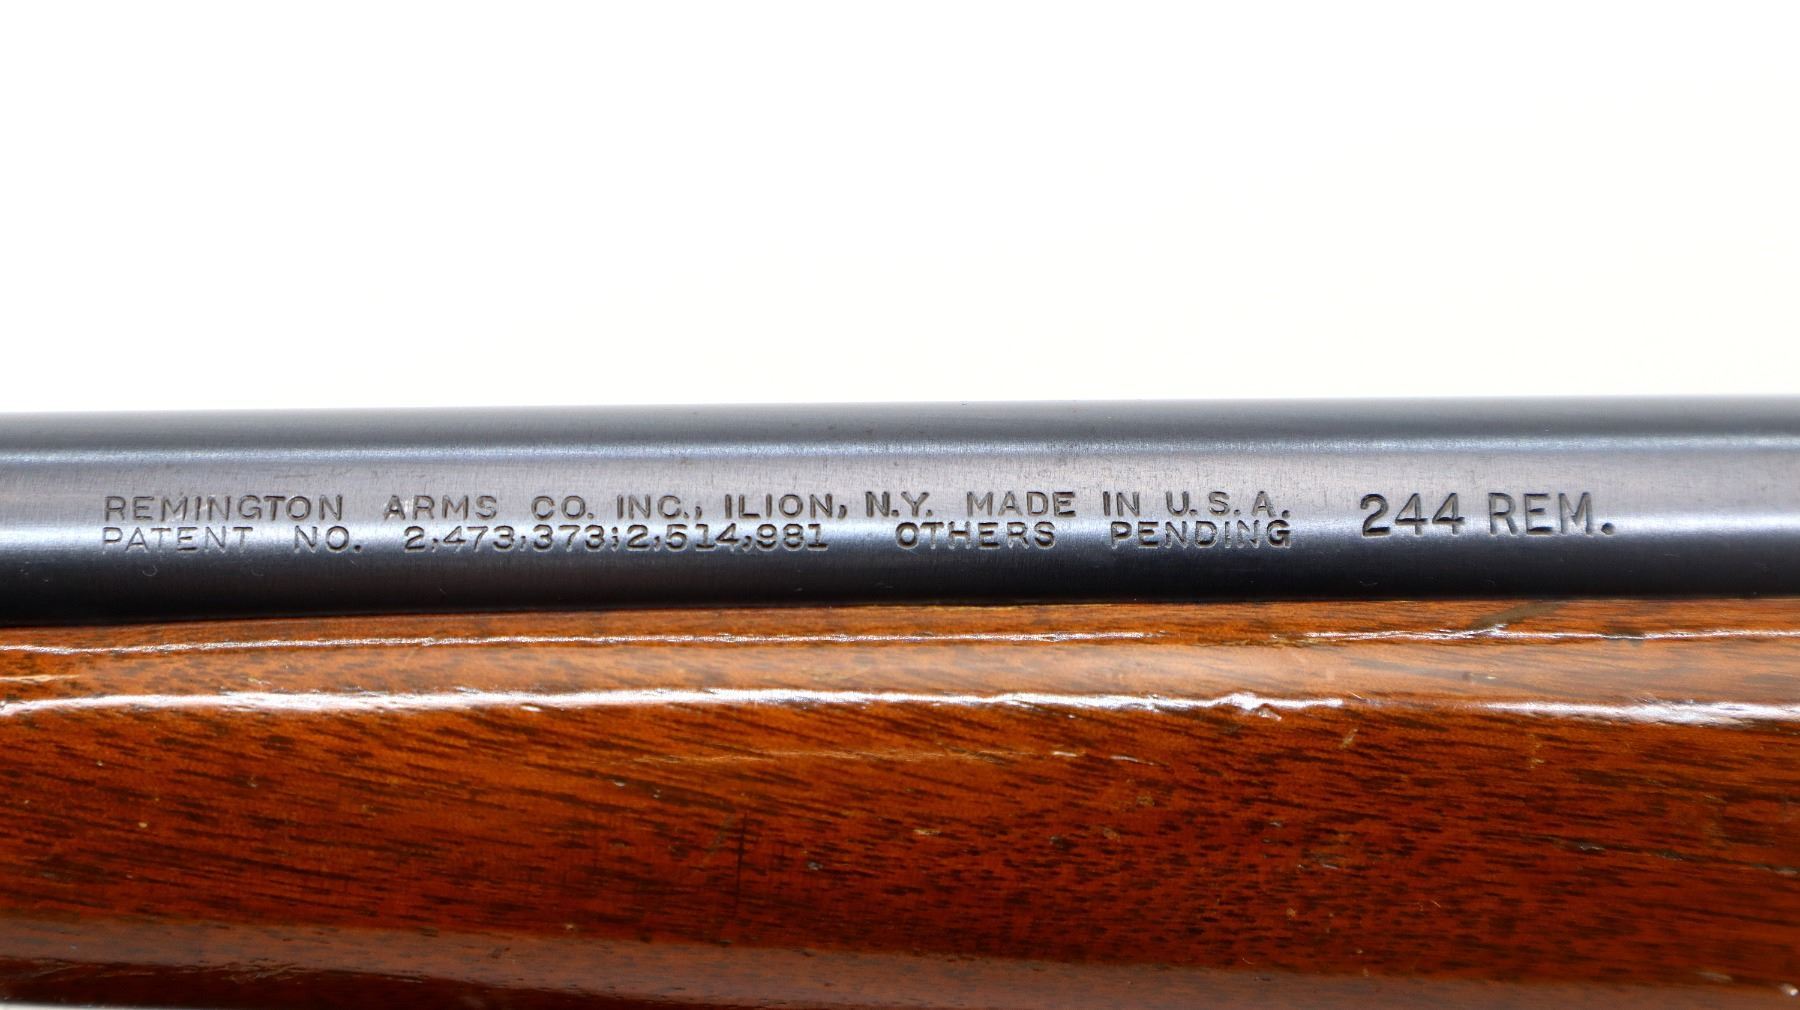 REMINGTON ARMS CO. INC., ILION, N.Y. MADE IN U.S.A.
PATENT NO. 2,473,373;2,514,981 OTHERS PENDING
244 REM.